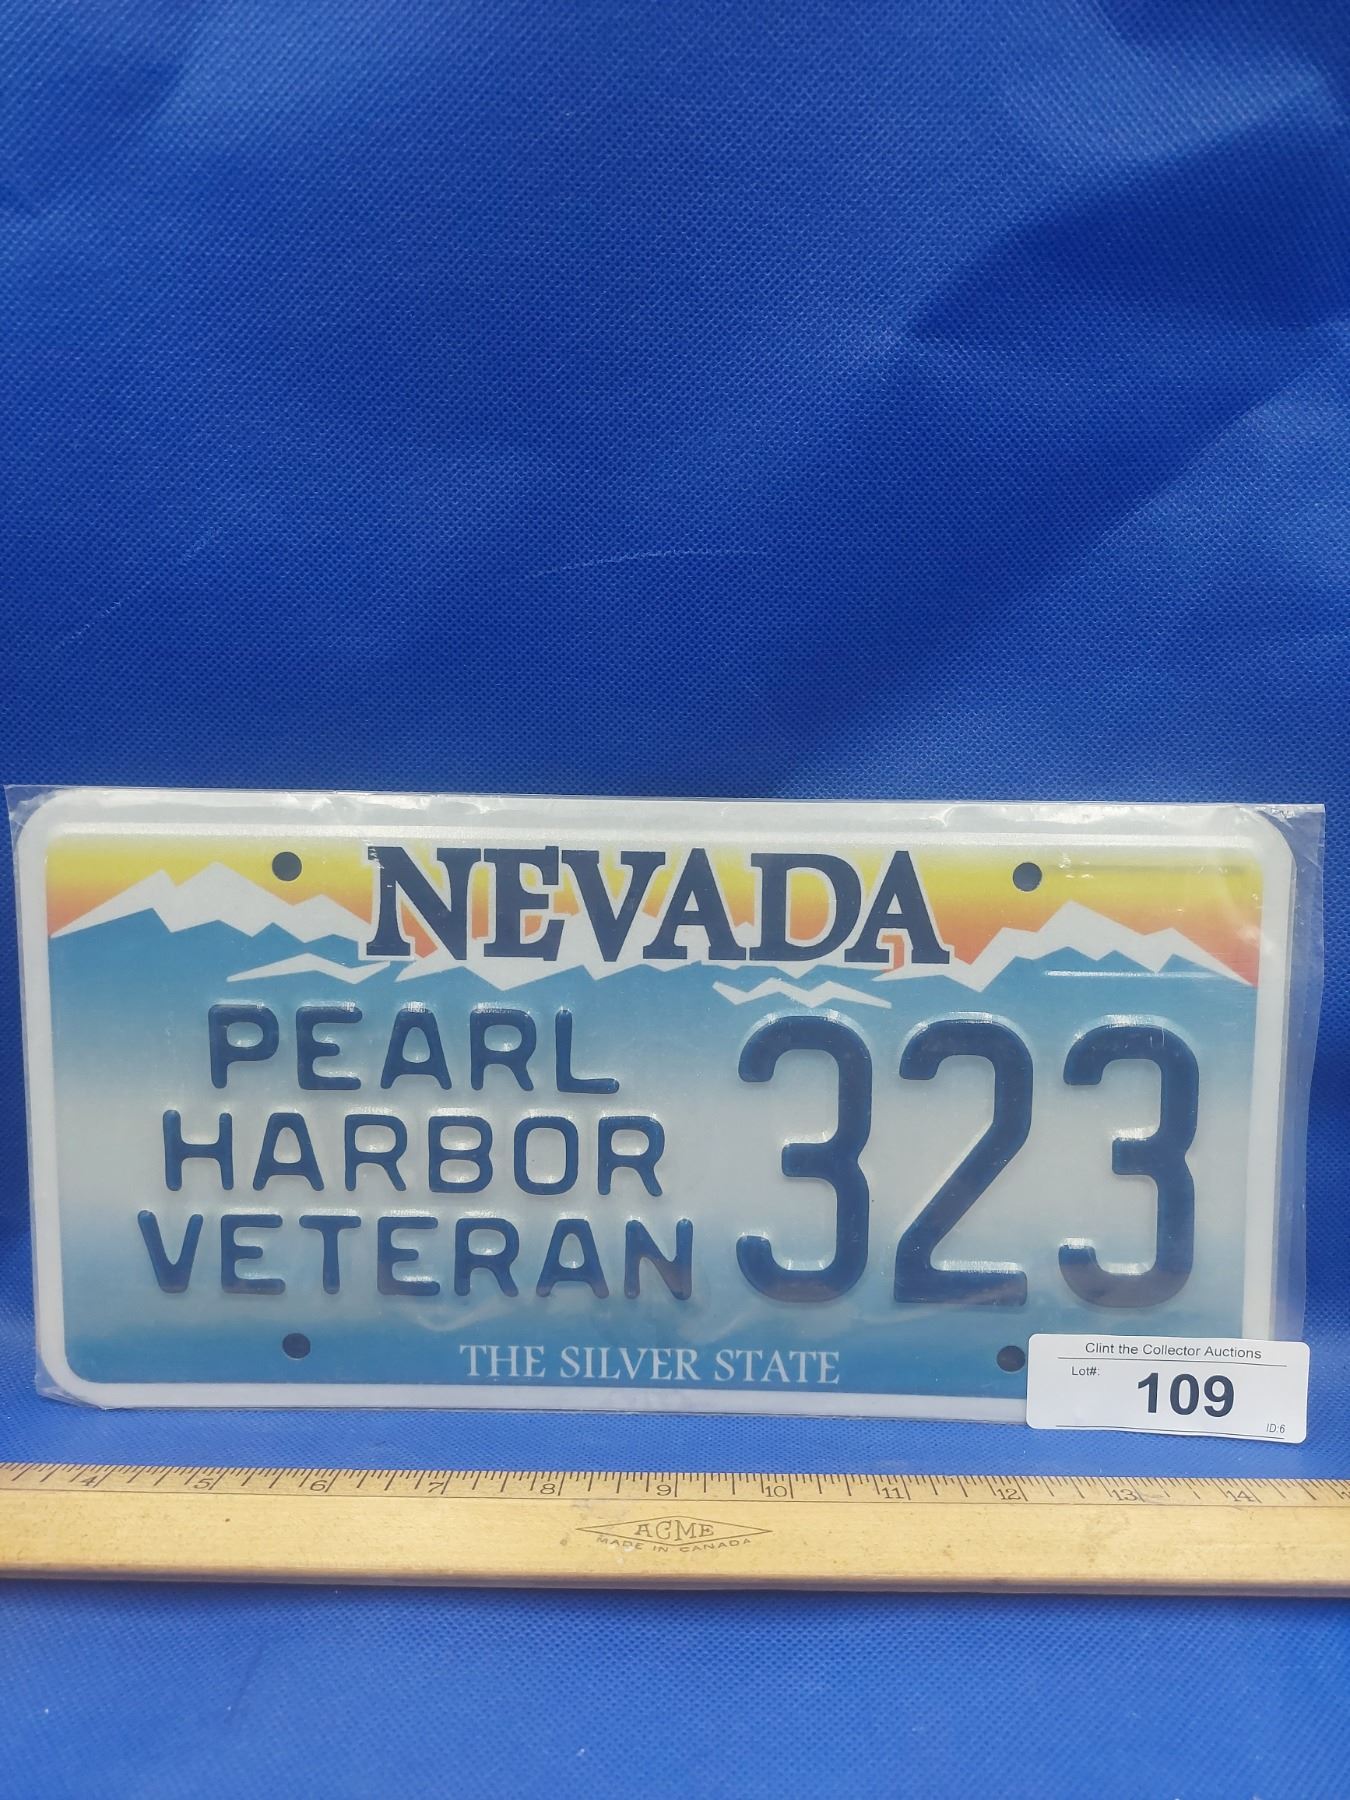 NEVADA
PEARL
HARBOR
VETERAN
323
THE SILVER STATE
Clint the Collector Auctions
Lot#:
109
ID:6
4 5 6 7 8 9 10 11 12 13 14
ACME
MADE IN CANADA